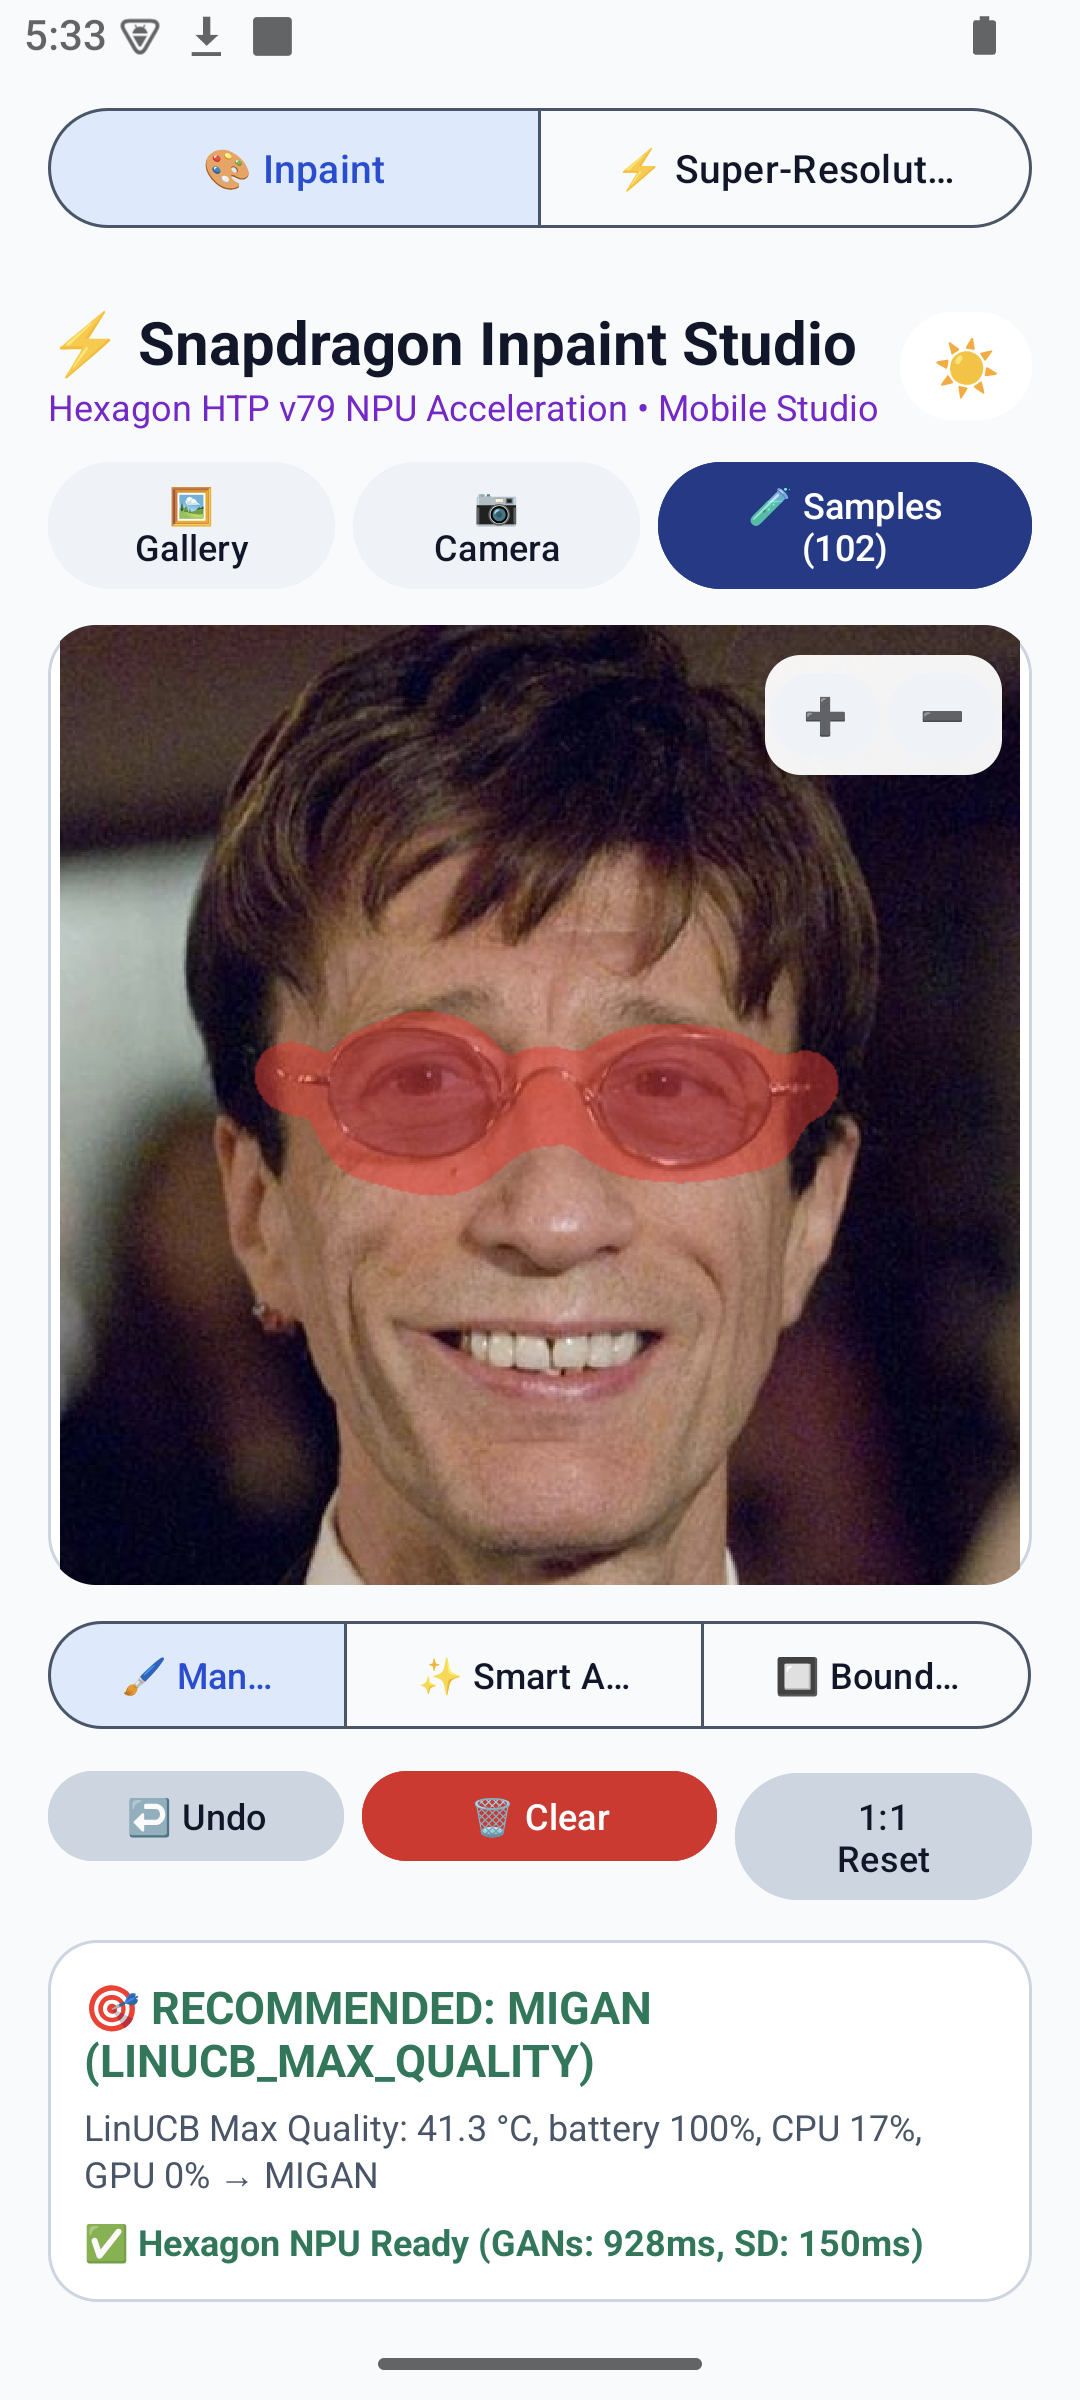 5:33
🎨 Inpaint
⚡ Super-Resolut...
⚡ Snapdragon Inpaint Studio
Hexagon HTP v79 NPU Acceleration • Mobile Studio
Gallery
Camera
Samples
(102)
Man...
Smart A...
Bound...
Undo
Clear
1:1
Reset
🎯 RECOMMENDED: MIGAN
(LINUCB_MAX_QUALITY)
LinUCB Max Quality: 41.3 °C, battery 100%, CPU 17%,
GPU 0% → MIGAN
✅ Hexagon NPU Ready (GANs: 928ms, SD: 150ms)